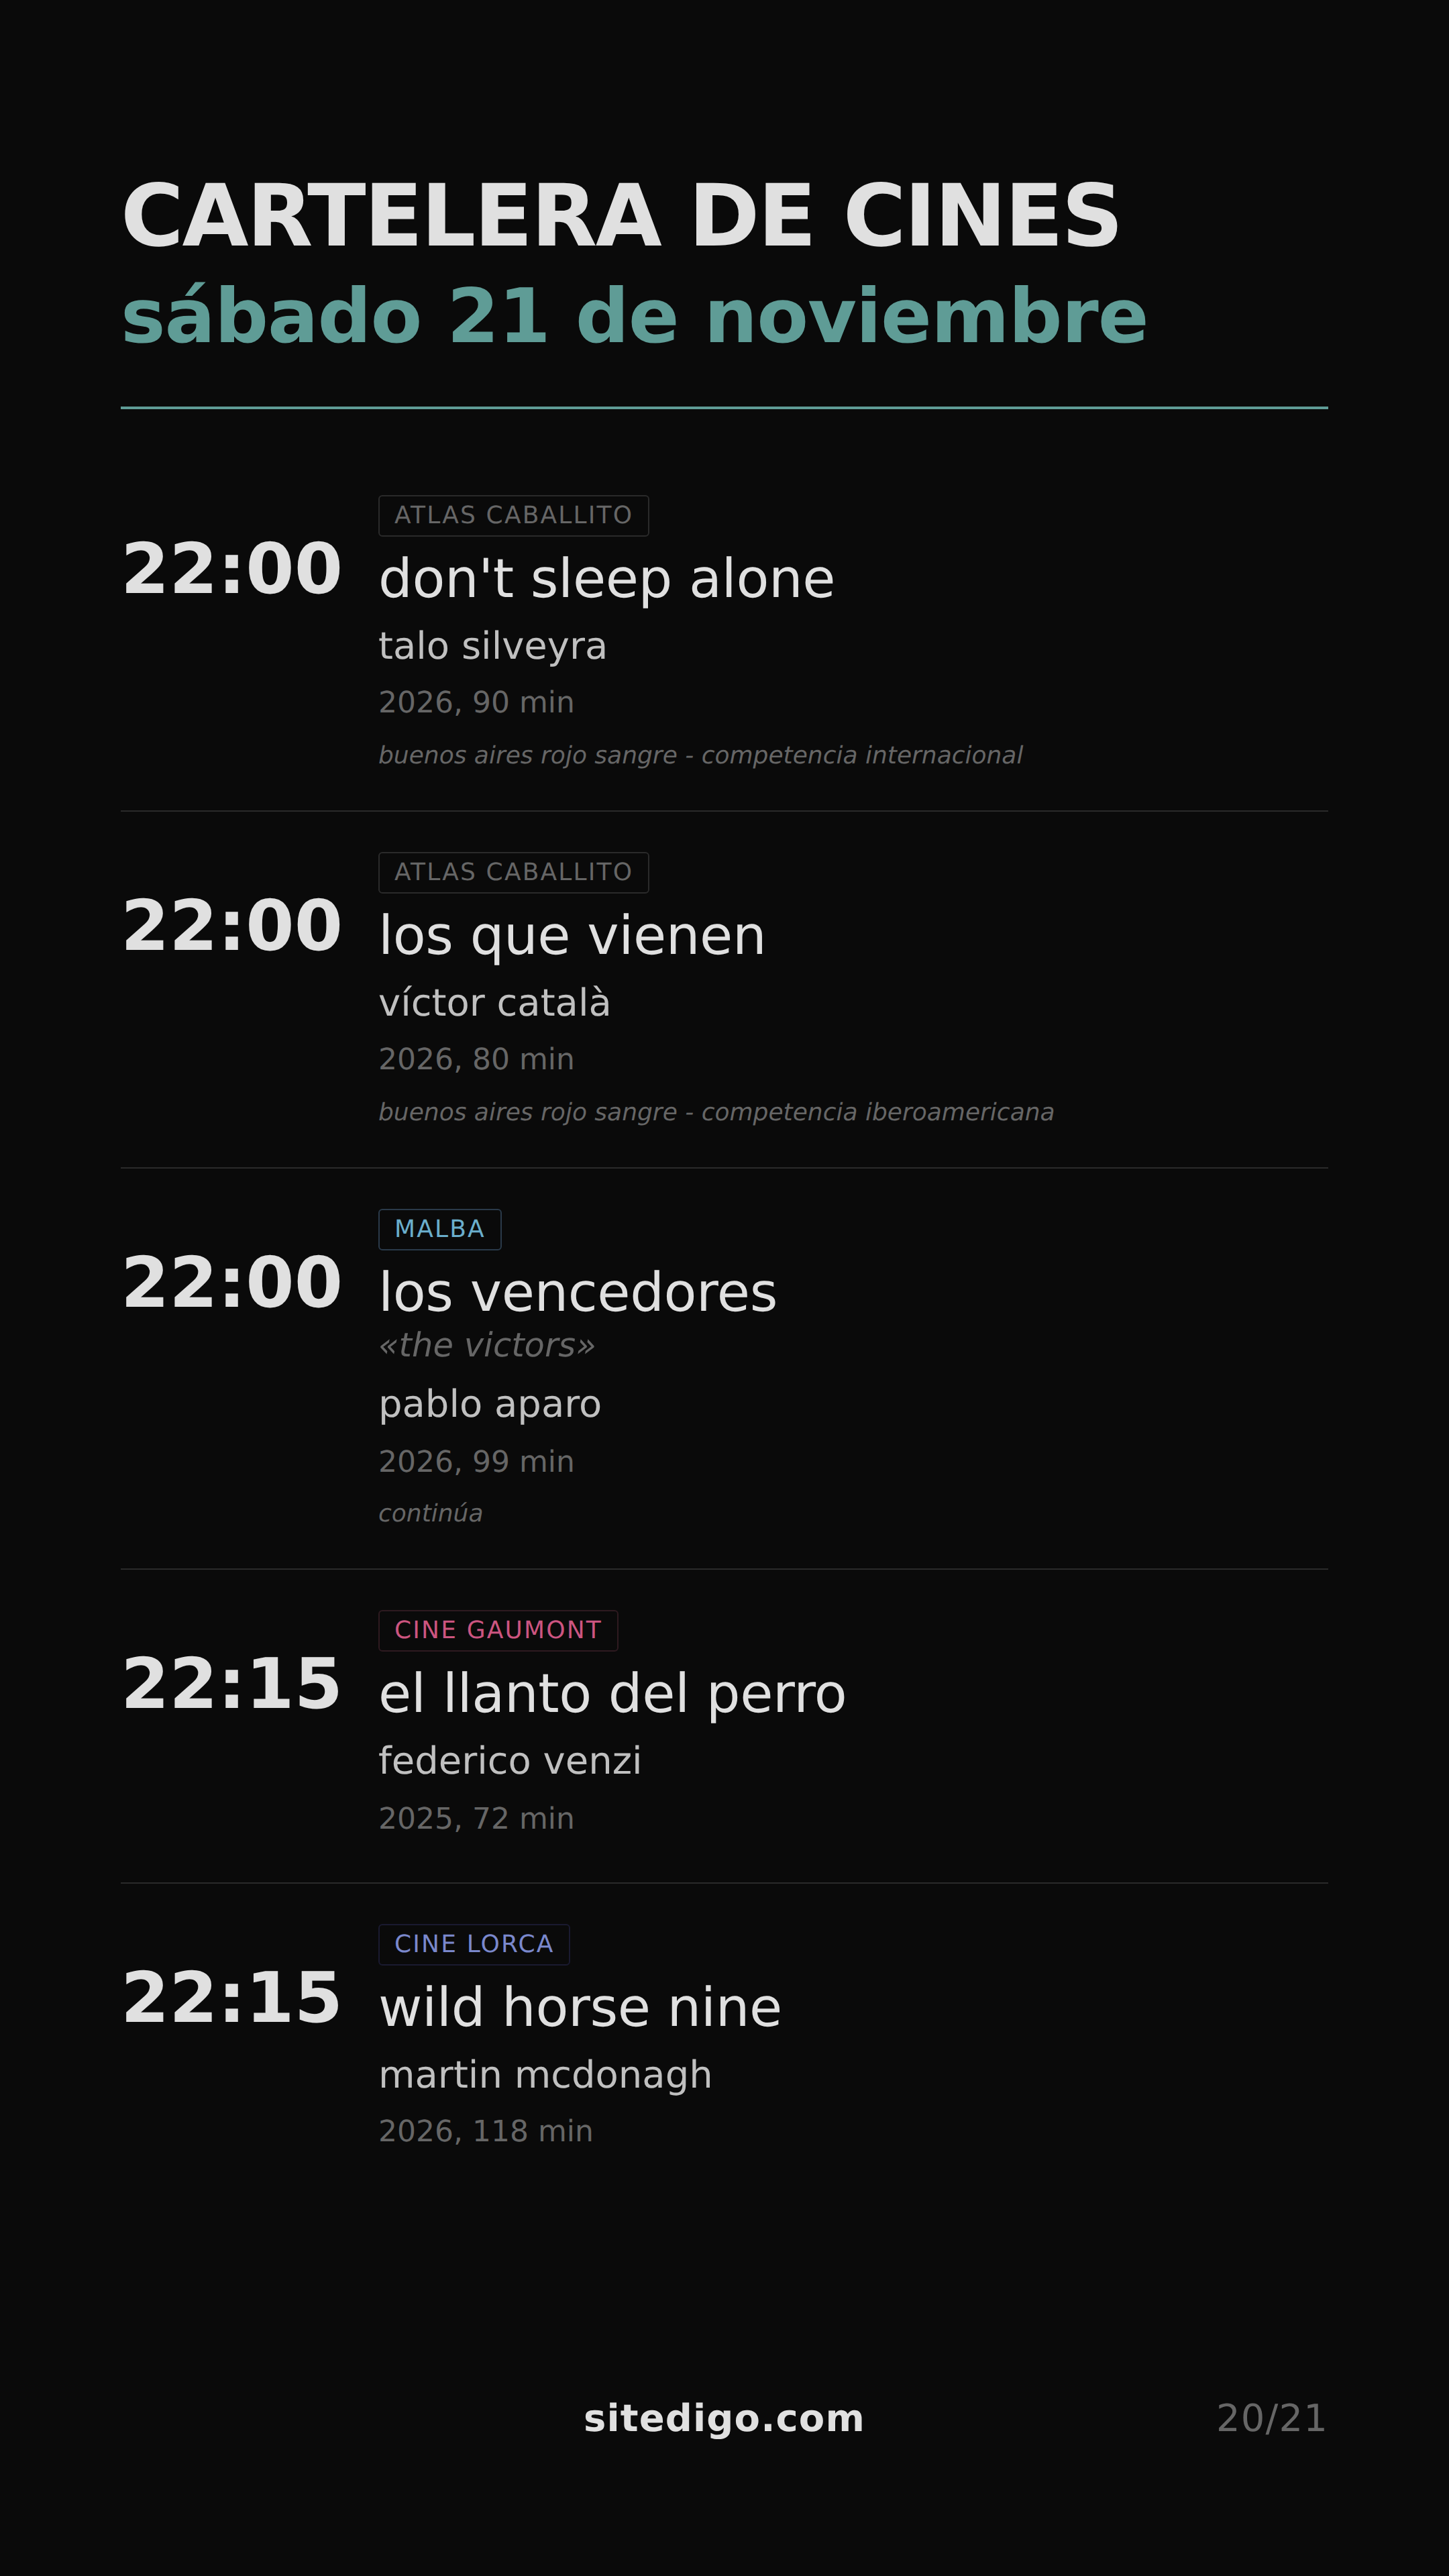 CARTELERA DE CINES
sábado 21 de noviembre
ATLAS CABALLITO
22:00
don't sleep alone
talo silveyra
2026, 90 min
buenos aires rojo sangre - competencia internacional
ATLAS CABALLITO
22:00
los que vienen
víctor català
2026, 80 min
buenos aires rojo sangre - competencia iberoamericana
MALBA
22:00
los vencedores
«the victors»
pablo aparo
2026, 99 min
continúa
CINE GAUMONT
22:15
el llanto del perro
federico venzi
2025, 72 min
CINE LORCA
22:15
wild horse nine
martin mcdonagh
2026, 118 min
sitedigo.com
20/21